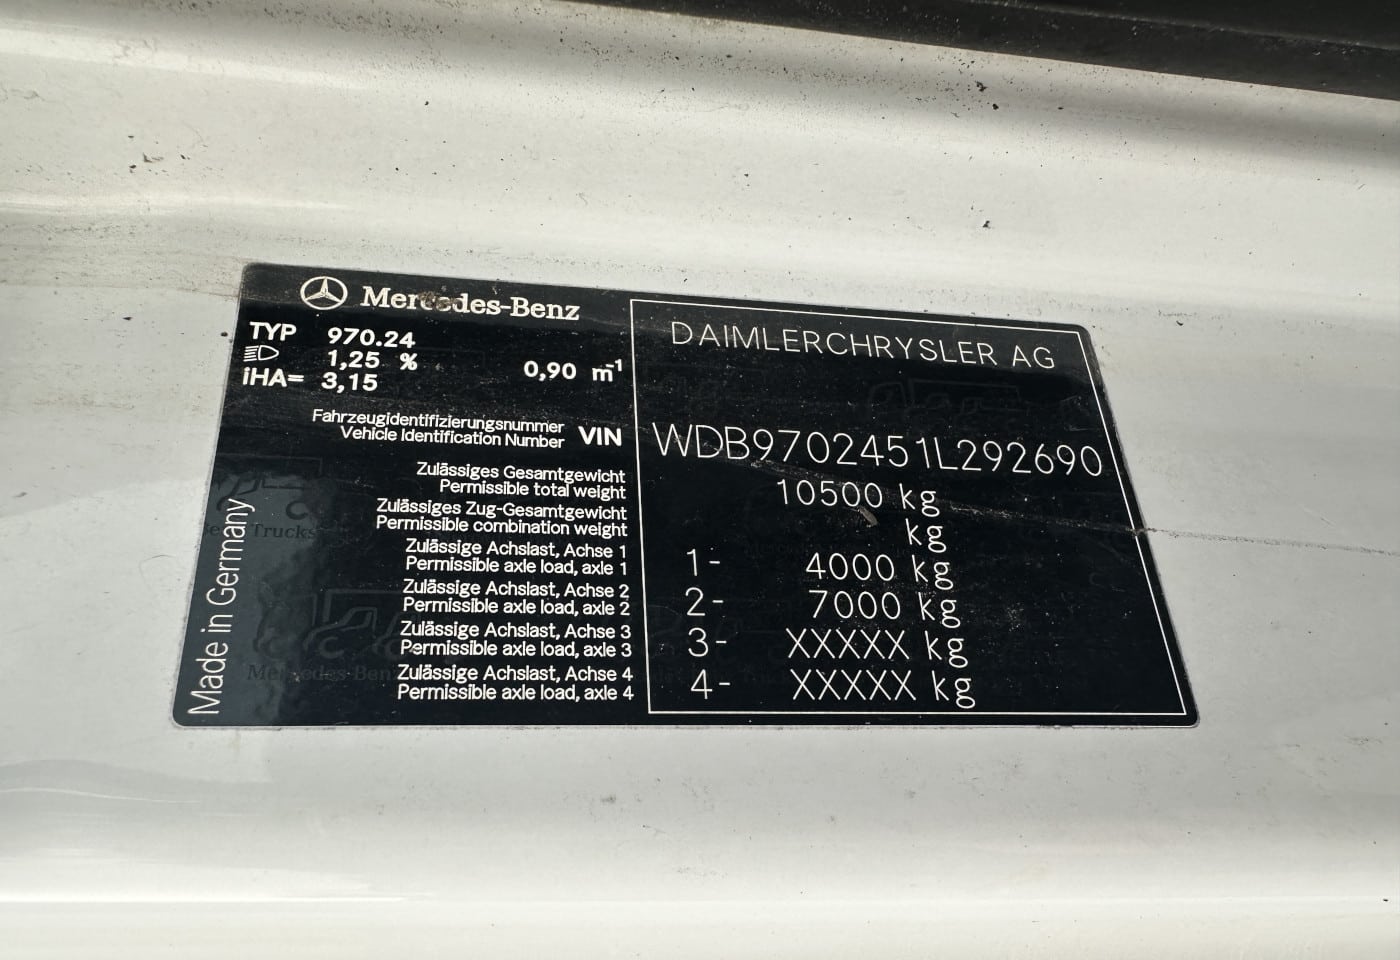 Mercedes-Benz
TYP 970.24
1,25 % 0,90 m⁻¹
iHA= 3,15
DAIMLERCHRYSLER AG
Fahrzeugidentifizierungsnummer
Vehicle Identification Number VIN WDB9702451L292690
Zulässiges Gesamtgewicht
Permissible total weight 10500 kg
Zulässiges Zug-Gesamtgewicht
Permissible combination weight kg
Zulässige Achslast, Achse 1
Permissible axle load, axle 1 1- 4000 kg
Zulässige Achslast, Achse 2
Permissible axle load, axle 2 2- 7000 kg
Zulässige Achslast, Achse 3
Permissible axle load, axle 3 3- XXXXX kg
Zulässige Achslast, Achse 4
Permissible axle load, axle 4 4- XXXXX kg
Made in Germany
Trucks
Mercedes-Benz